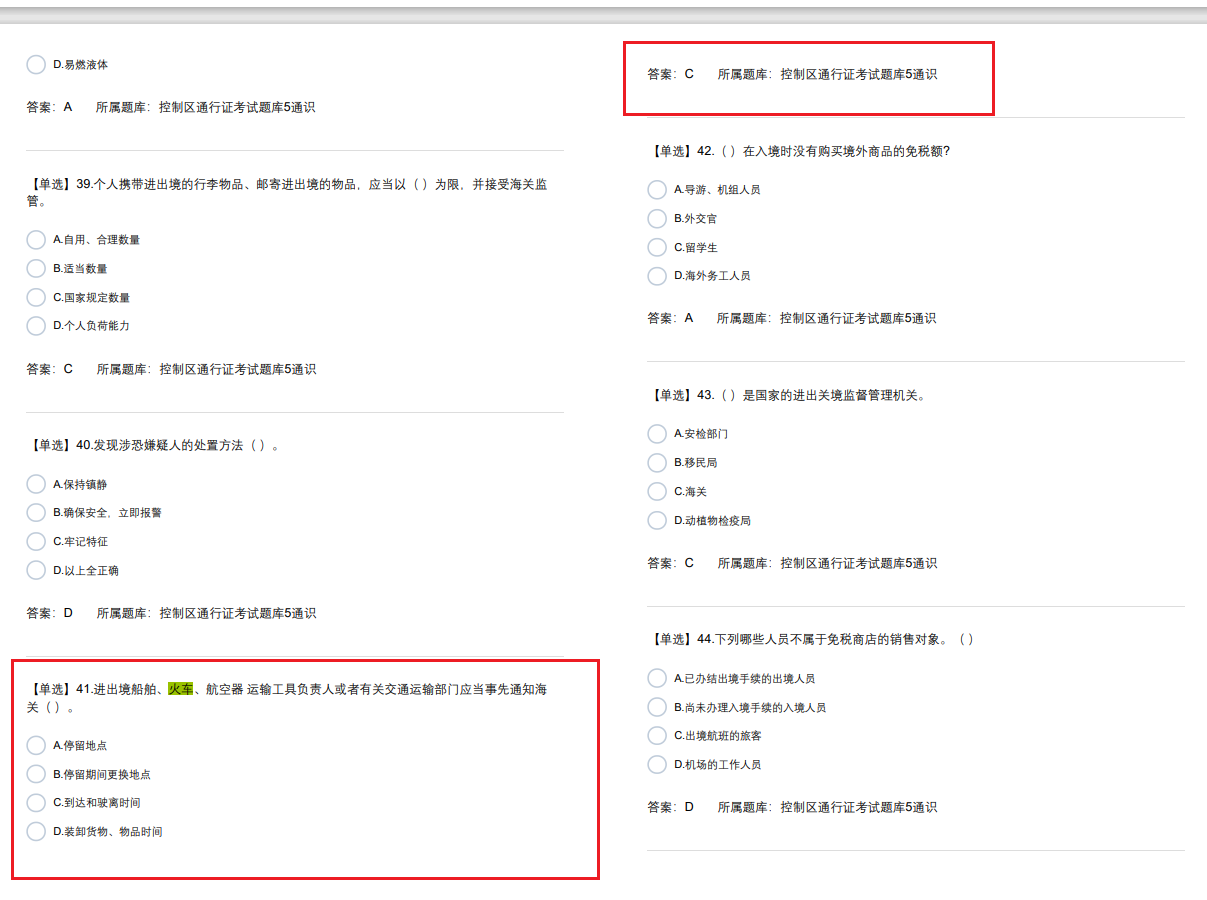 D.易燃液体
答案：A 所属题库：控制区通行证考试题库5通识
【单选】39.个人携带进出境的行李物品、邮寄进出境的物品，应当以（ ）为限，并接受海关监
管。
A.自用、合理数量
B.适当数量
C.国家规定数量
D.个人负荷能力
答案：C 所属题库：控制区通行证考试题库5通识
【单选】40.发现涉恐嫌疑人的处置方法（ ）。
A.保持镇静
B.确保安全，立即报警
C.牢记特征
D.以上全正确
答案：D 所属题库：控制区通行证考试题库5通识
【单选】41.进出境船舶、火车、航空器 运输工具负责人或者有关交通运输部门应当事先通知海
关（ ）。
A.停留地点
B.停留期间更换地点
C.到达和驶离时间
D.装卸货物、物品时间
答案：C 所属题库：控制区通行证考试题库5通识
【单选】42.（ ）在入境时没有购买境外商品的免税额?
A.导游、机组人员
B.外交官
C.留学生
D.海外务工人员
答案：A 所属题库：控制区通行证考试题库5通识
【单选】43.（ ）是国家的进出关境监督管理机关。
A.安检部门
B.移民局
C.海关
D.动植物检疫局
答案：C 所属题库：控制区通行证考试题库5通识
【单选】44.下列哪些人员不属于免税商店的销售对象。（ ）
A.已办结出境手续的出境人员
B.尚未办理入境手续的入境人员
C.出境航班的旅客
D.机场的工作人员
答案：D 所属题库：控制区通行证考试题库5通识